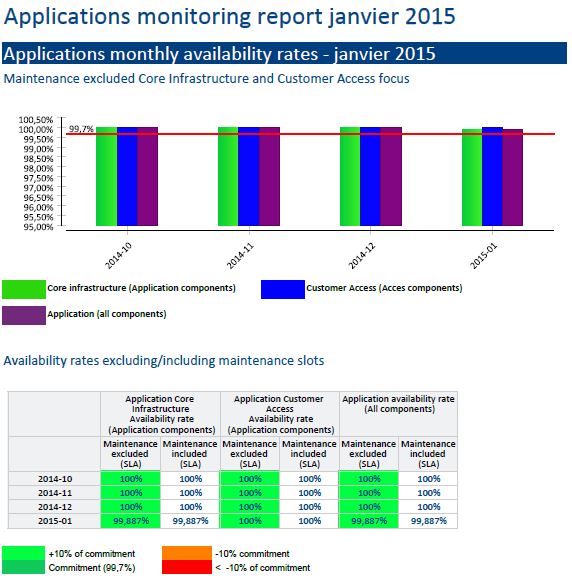 Applications monitoring report janvier 2015
Applications monthly availability rates - janvier 2015
Maintenance excluded Core Infrastructure and Customer Access focus
100,50%
100,00%
99,50%
99,00%
98,50%
98,00%
97,50%
97,00%
96,50%
96,00%
95,50%
95,00%
99,7%
2014-10
2014-11
2014-12
2015-01
Core infrastructure (Application components)
Customer Access (Acces components)
Application (all components)
Availability rates excluding/including maintenance slots
Application Core
Infrastructure
Availability rate
(Application components)
Application Customer
Access
Availability rate
(Application components)
Application availability rate
(All components)
Maintenance
excluded
(SLA)
Maintenance
included
(SLA)
Maintenance
excluded
(SLA)
Maintenance
included
(SLA)
Maintenance
excluded
(SLA)
Maintenance
included
(SLA)
2014-10 100% 100% 100% 100% 100% 100%
2014-11 100% 100% 100% 100% 100% 100%
2014-12 100% 100% 100% 100% 100% 100%
2015-01 99,887% 99,887% 100% 100% 99,887% 99,887%
+10% of commitment
-10% commitment
Commitment (99,7%)
< -10% of commitment